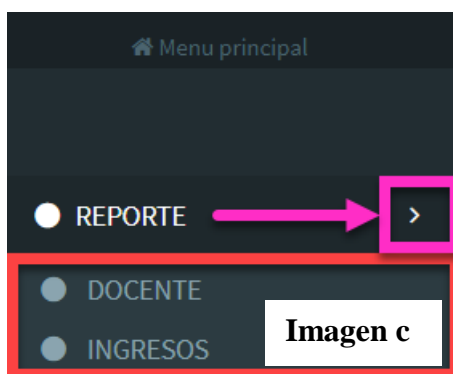 Menu principal
REPORTE
DOCENTE
INGRESOS
Imagen c